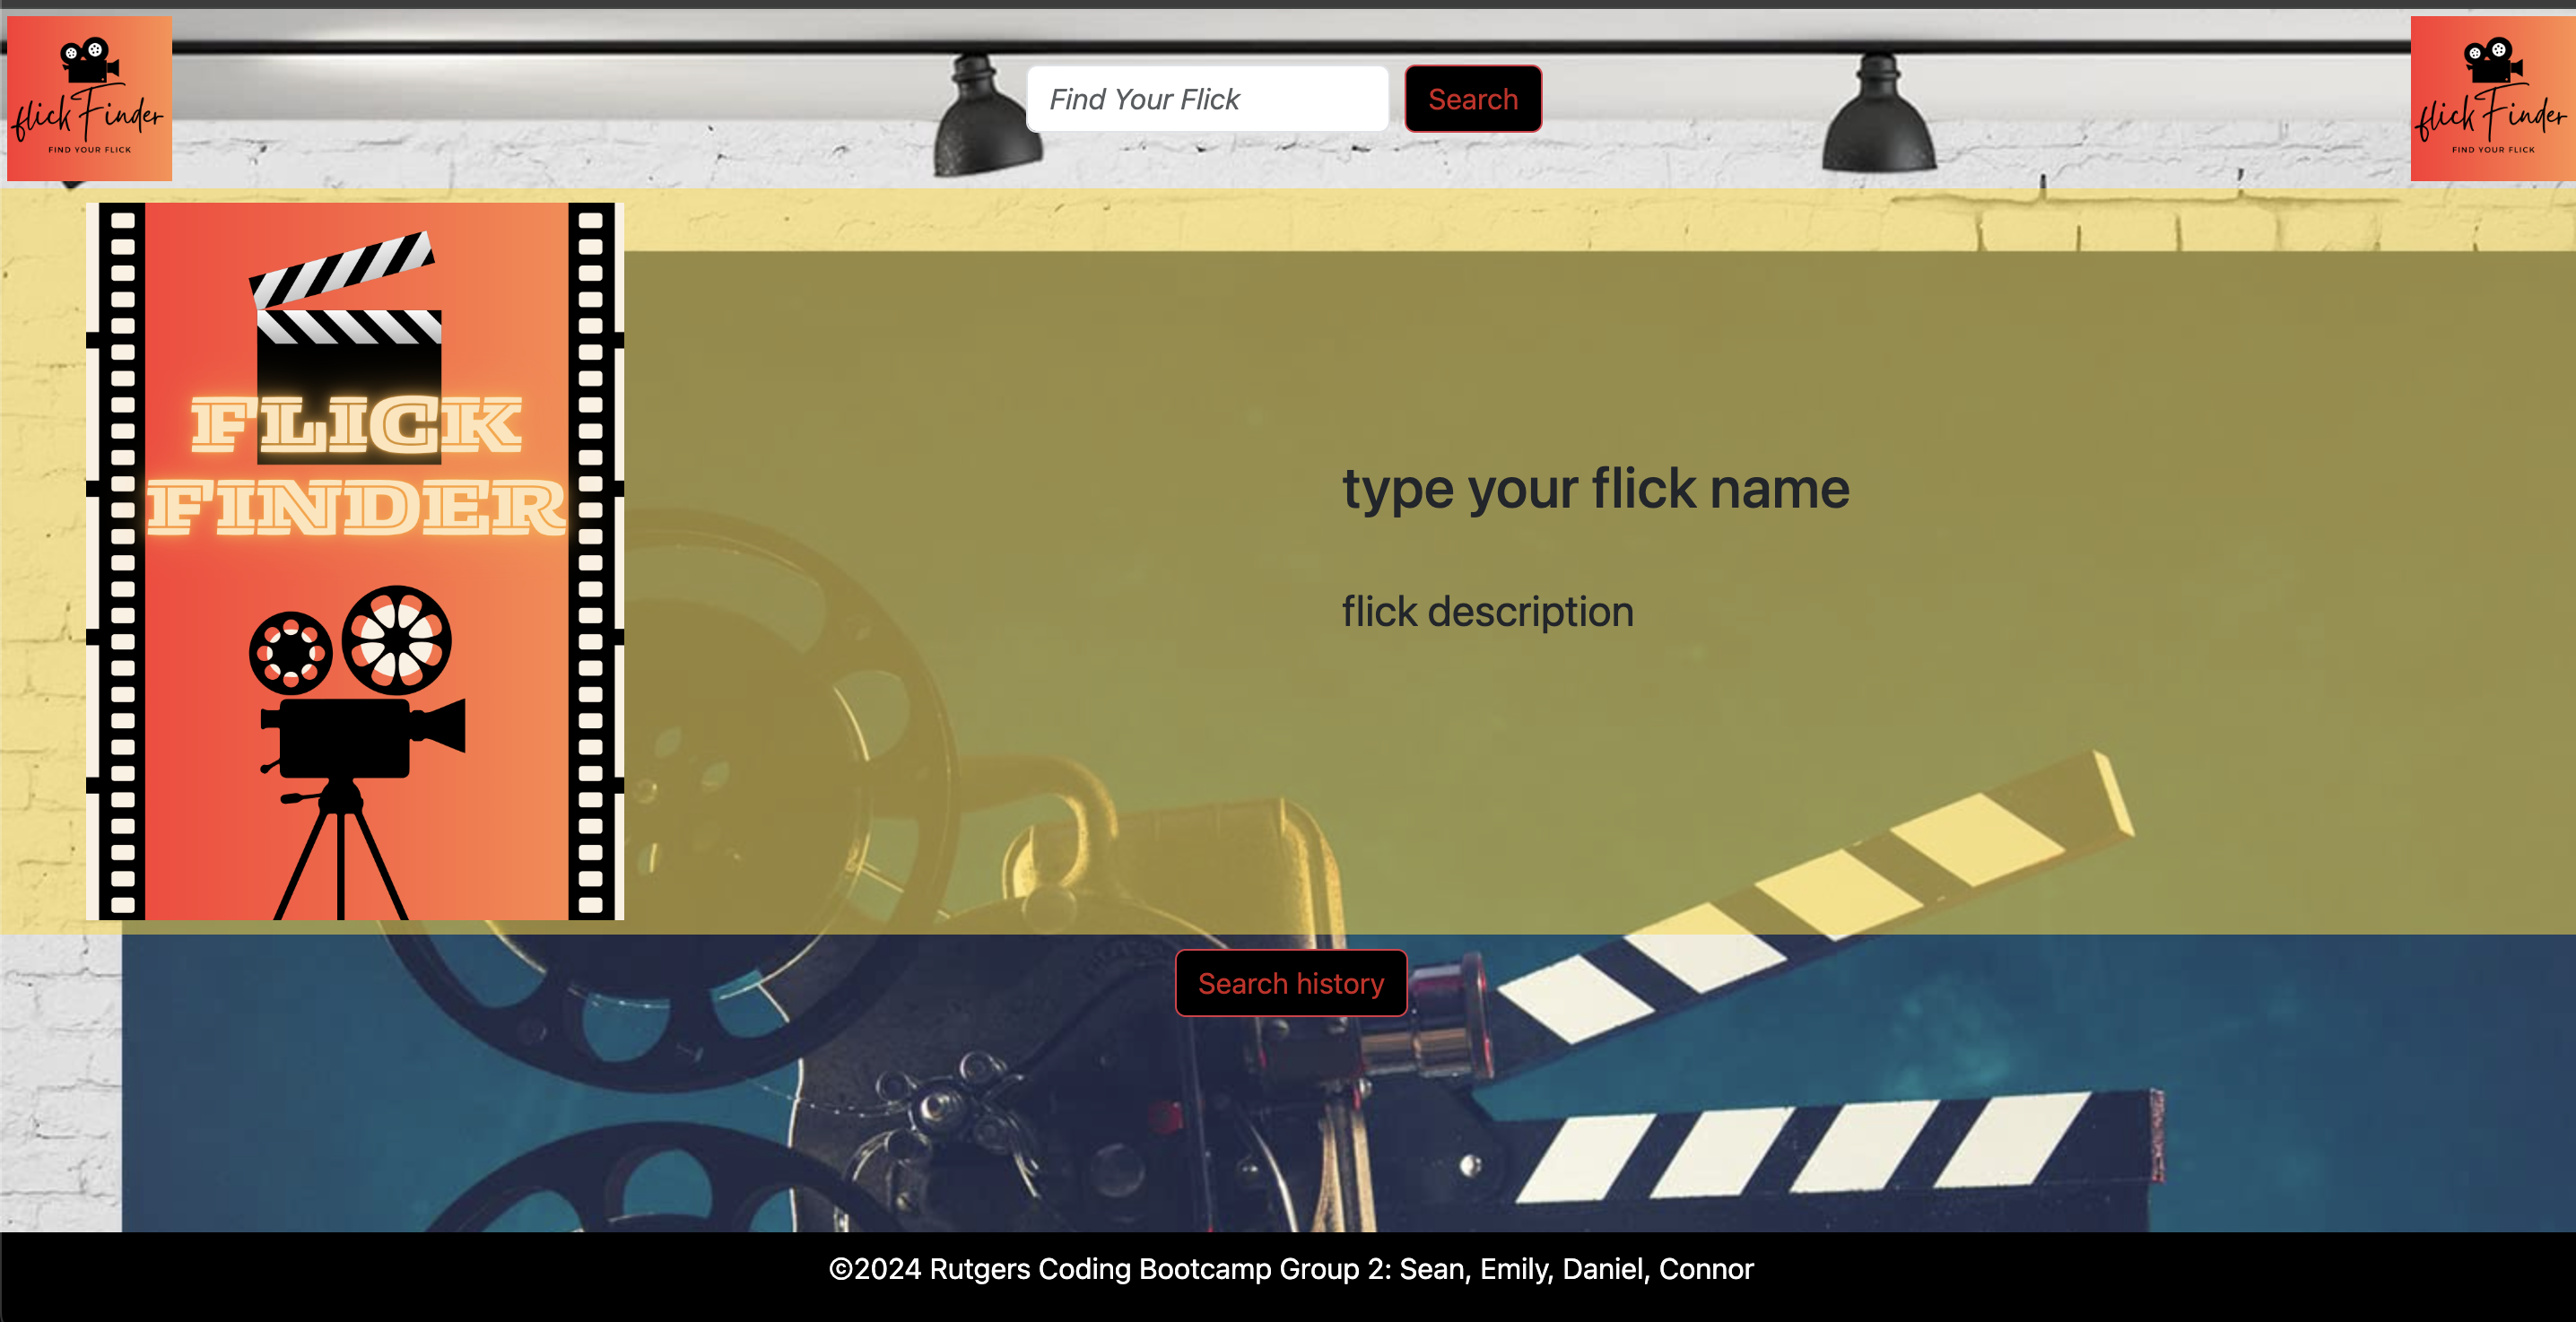 flick Finder
FIND YOUR FLICK
Find Your Flick
Search
flick Finder
FIND YOUR FLICK
FLICK
FINDER
type your flick name
flick description
Search history
©2024 Rutgers Coding Bootcamp Group 2: Sean, Emily, Daniel, Connor